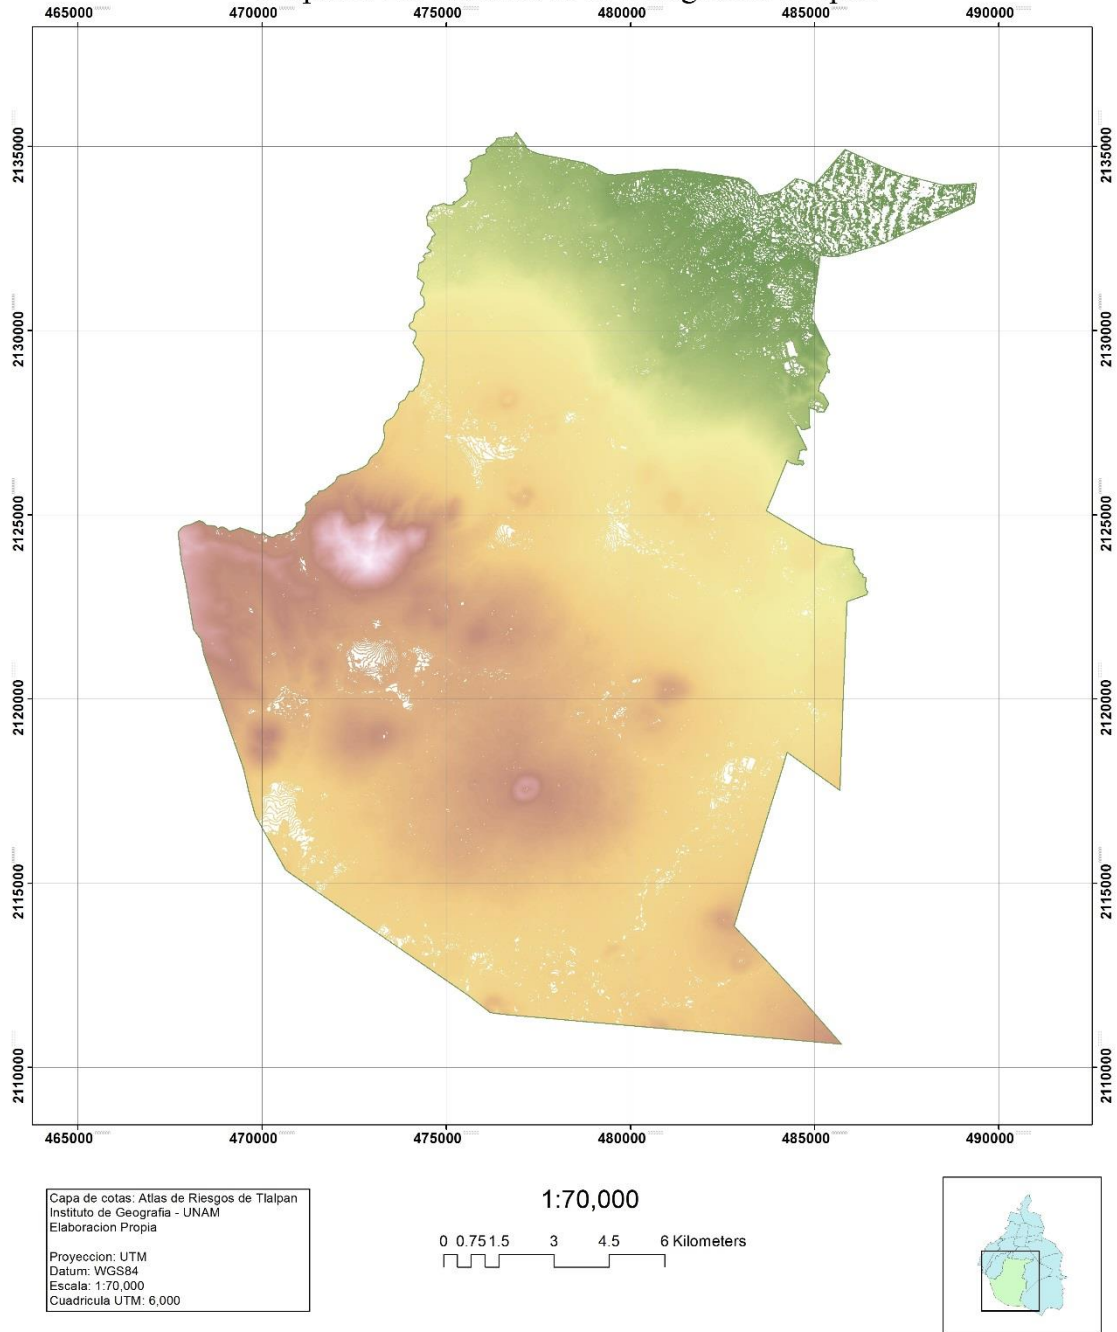 465000 470000 475000 480000 485000 490000
2135000 2135000
2130000 2130000
2125000 2125000
2120000 2120000
2115000 2115000
2110000 2110000
465000 470000 475000 480000 485000 490000
Capa de cotas: Atlas de Riesgos de Tlalpan
Instituto de Geografia - UNAM
Elaboracion Propia
Proyeccion: UTM
Datum: WGS84
Escala: 1:70,000
Cuadricula UTM: 6,000
1:70,000
0 0.75 1.5 3 4.5 6 Kilometers